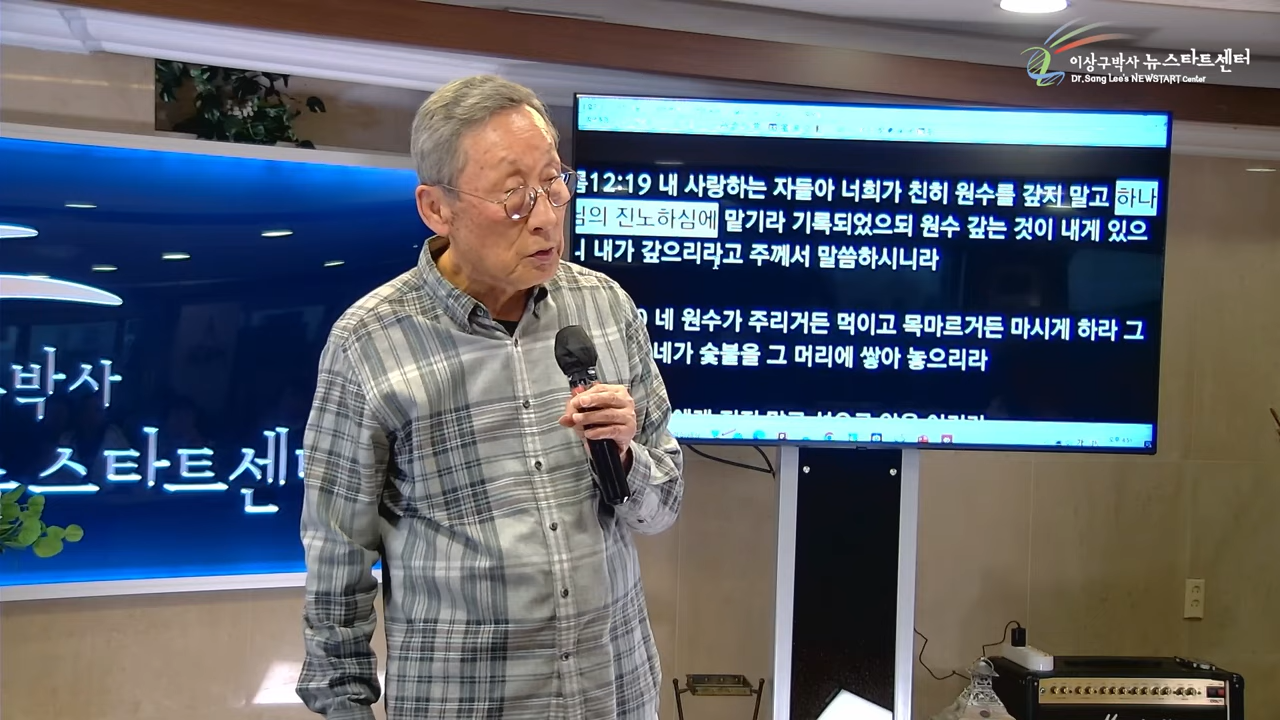 이상구박사 뉴스타트센터
Dr.Sang Lee's NEWSTART Center
롬12:19 내 사랑하는 자들아 너희가 친히 원수를 갚지 말고 하나
님의 진노하심에 맡기라 기록되었으되 원수 갚는 것이 내게 있으
니 내가 갚으리라고 주께서 말씀하시니라
네 원수가 주리거든 먹이고 목마르거든 마시게 하라 그
네가 숯불을 그 머리에 쌓아 놓으리라
박사
뉴스타트센